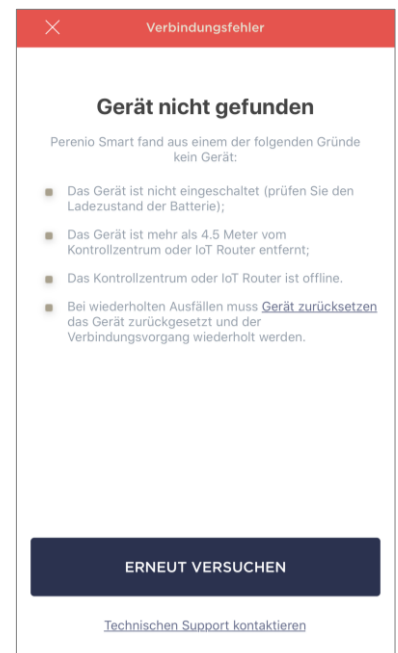 Verbindungsfehler
Gerät nicht gefunden
Perenio Smart fand aus einem der folgenden Gründe
kein Gerät:
Das Gerät ist nicht eingeschaltet (prüfen Sie den
Ladezustand der Batterie);
Das Gerät ist mehr als 4.5 Meter vom
Kontrollzentrum oder IoT Router entfernt;
Das Kontrollzentrum oder IoT Router ist offline.
Bei wiederholten Ausfällen muss Gerät zurücksetzen
das Gerät zurückgesetzt und der
Verbindungsvorgang wiederholt werden.
ERNEUT VERSUCHEN
Technischen Support kontaktieren